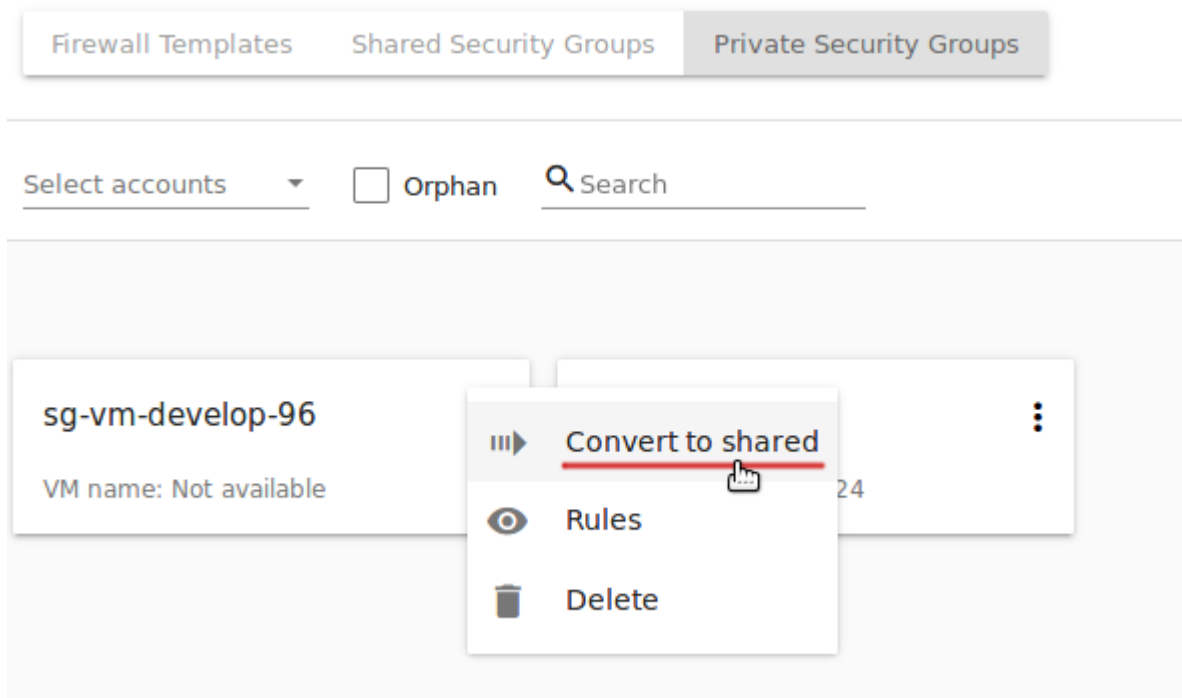 Firewall Templates Shared Security Groups Private Security Groups
Select accounts Orphan Search
sg-vm-develop-96
VM name: Not available
24
Convert to shared
Rules
Delete